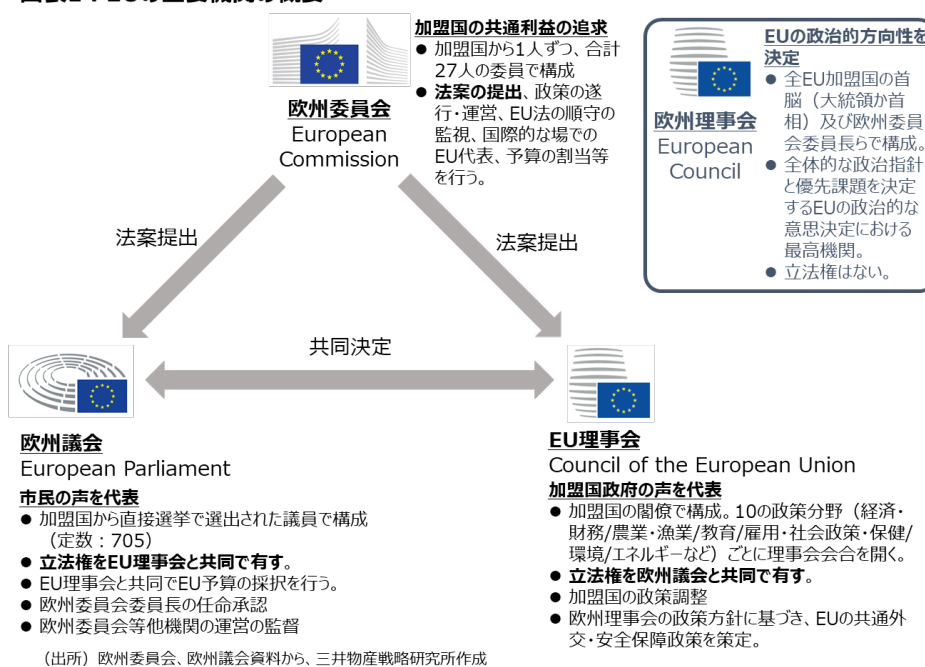 加盟国の共通利益の追求
● 加盟国から1人ずつ、合計
27人の委員で構成
● 法案の提出、政策の遂
行・運営、EU法の順守の
監視、国際的な場での
EU代表、予算の割当等
を行う。
欧州委員会
European
Commission
EUの政治的方向性を
決定
● 全EU加盟国の首
脳（大統領か首
相）及び欧州委員
会委員長らで構成。
● 全体的な政治指針
と優先課題を決定
するEUの政治的な
意思決定における
最高機関。
● 立法権はない。
欧州理事会
European
Council
法案提出
法案提出
共同決定
欧州議会
European Parliament
市民の声を代表
● 加盟国から直接選挙で選出された議員で構成
（定数：705）
● 立法権をEU理事会と共同で有す。
● EU理事会と共同でEU予算の採択を行う。
● 欧州委員会委員長の任命承認
● 欧州委員会等他機関の運営の監督
EU理事会
Council of the European Union
加盟国政府の声を代表
● 加盟国の閣僚で構成。10の政策分野（経済・
財務/農業・漁業/教育/雇用・社会政策・保健/
環境/エネルギーなど）ごとに理事会会合を開く。
● 立法権を欧州議会と共同で有す。
● 加盟国の政策調整
● 欧州理事会の政策方針に基づき、EUの共通外
交・安全保障政策を策定。
（出所）欧州委員会、欧州議会資料から、三井物産戦略研究所作成